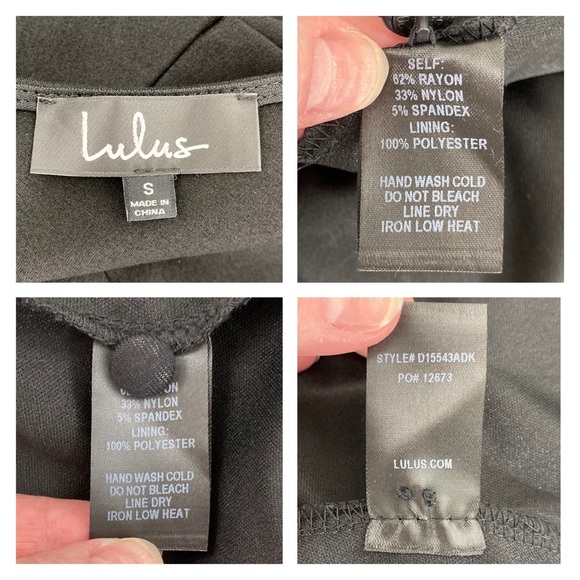 Lulus
S
MADE IN
CHINA
SELF:
62% RAYON
33% NYLON
5% SPANDEX
LINING:
100% POLYESTER
HAND WASH COLD
DO NOT BLEACH
LINE DRY
IRON LOW HEAT
33% NYLON
5% SPANDEX
LINING:
100% POLYESTER
HAND WASH COLD
DO NOT BLEACH
LINE DRY
IRON LOW HEAT
STYLE# D15543ADK
PO# 12673
LULUS.COM